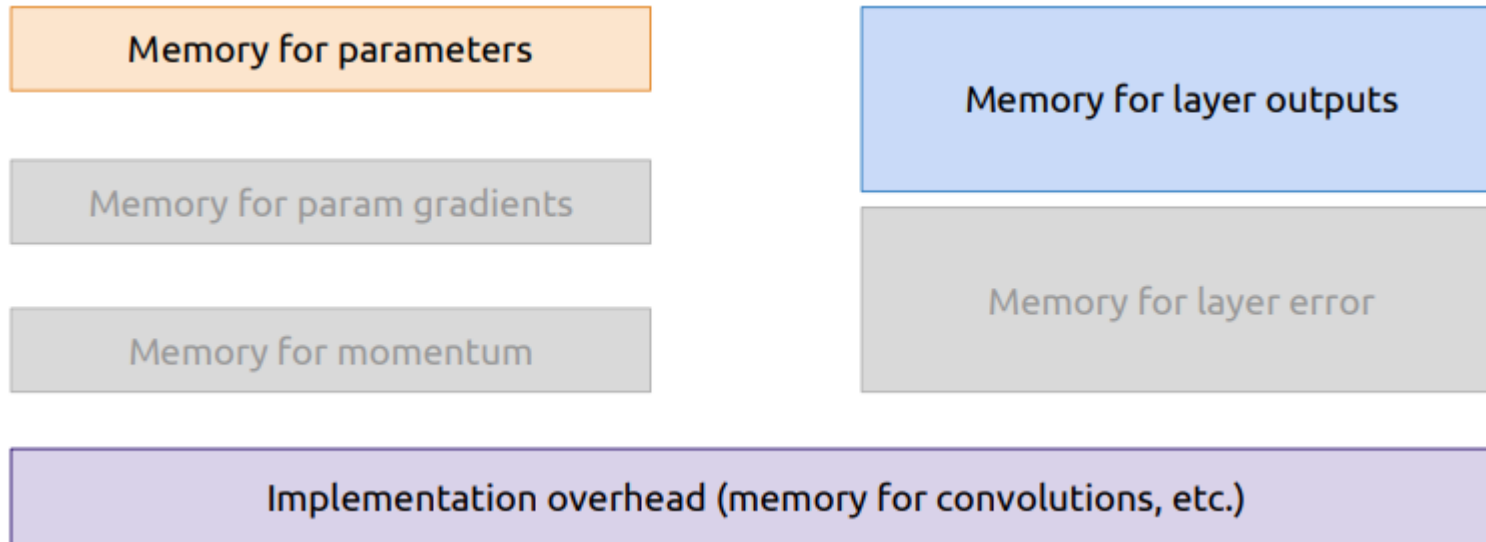 Memory for parameters
Memory for layer outputs
Memory for param gradients
Memory for layer error
Memory for momentum
Implementation overhead (memory for convolutions, etc.)